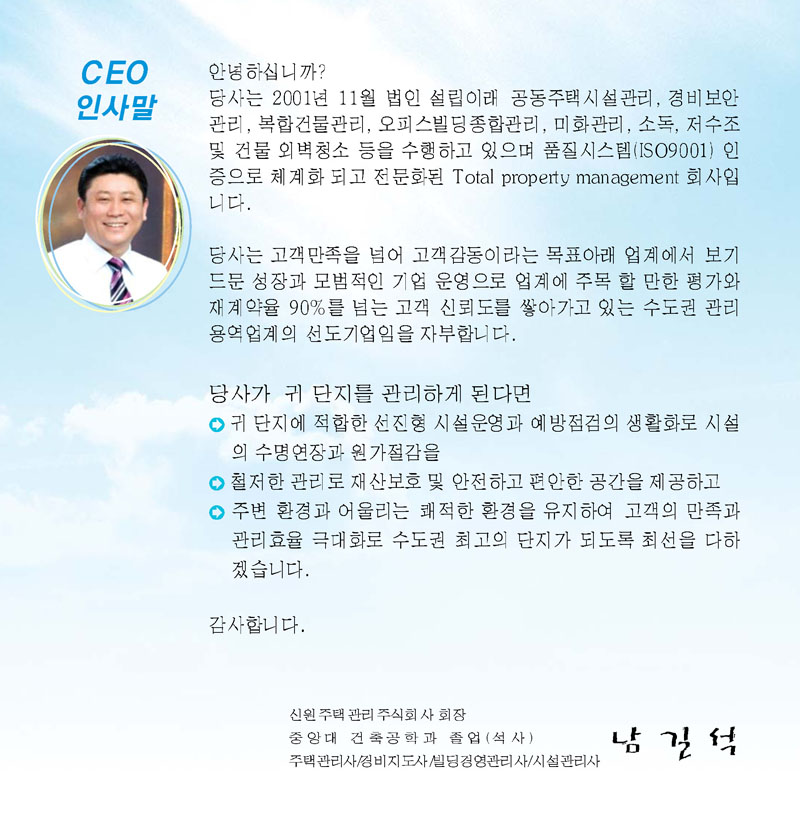 CEO
인사말
안녕하십니까?
당사는 2001년 11월 법인 설립이래 공동주택시설관리, 경비보안
관리, 복합건물관리, 오피스빌딩종합관리, 미화관리, 소독, 저수조
및 건물 외벽청소 등을 수행하고 있으며 품질시스템(ISO9001) 인
증으로 체계화 되고 전문화된 Total property management 회사입
니다.
당사는 고객만족을 넘어 고객감동이라는 목표아래 업계에서 보기
드문 성장과 모범적인 기업 운영으로 업계에 주목 할 만한 평가와
재계약율 90%를 넘는 고객 신뢰도를 쌓아가고 있는 수도권 관리
용역업계의 선도기업임을 자부합니다.
당사가 귀 단지를 관리하게 된다면
귀 단지에 적합한 선진형 시설운영과 예방점검의 생활화로 시설
의 수명연장과 원가절감을
철저한 관리로 재산보호 및 안전하고 편안한 공간을 제공하고
주변 환경과 어울리는 쾌적한 환경을 유지하여 고객의 만족과
관리효율 극대화로 수도권 최고의 단지가 되도록 최선을 다하
겠습니다.
감사합니다.
신원주택관리주식회사 회장
중앙대 건축공학과 졸업(석사)
주택관리사/경비지도사/빌딩경영관리사/시설관리사
남길석